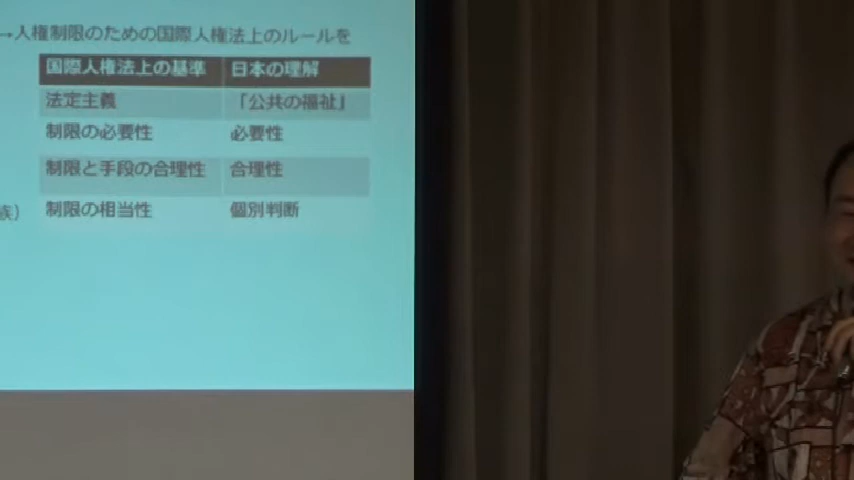 →人権制限のための国際人権法上のルールを
国際人権法上の基準 日本の理解
法定主義 「公共の福祉」
制限の必要性 必要性
制限と手段の合理性 合理性
族） 制限の相当性 個別判断